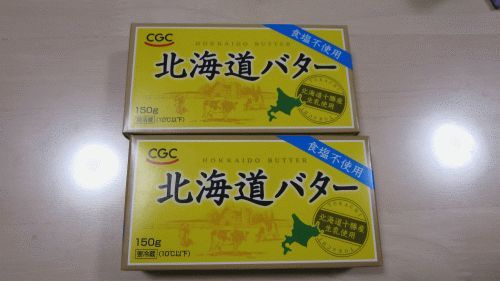 CGC
食塩不使用
HOKKAIDO BUTTER
北海道バター
150g
要冷蔵 (10℃以下)
北海道十勝産
生乳使用
CGC
食塩不使用
HOKKAIDO BUTTER
北海道バター
150g
要冷蔵 (10℃以下)
北海道十勝産
生乳使用